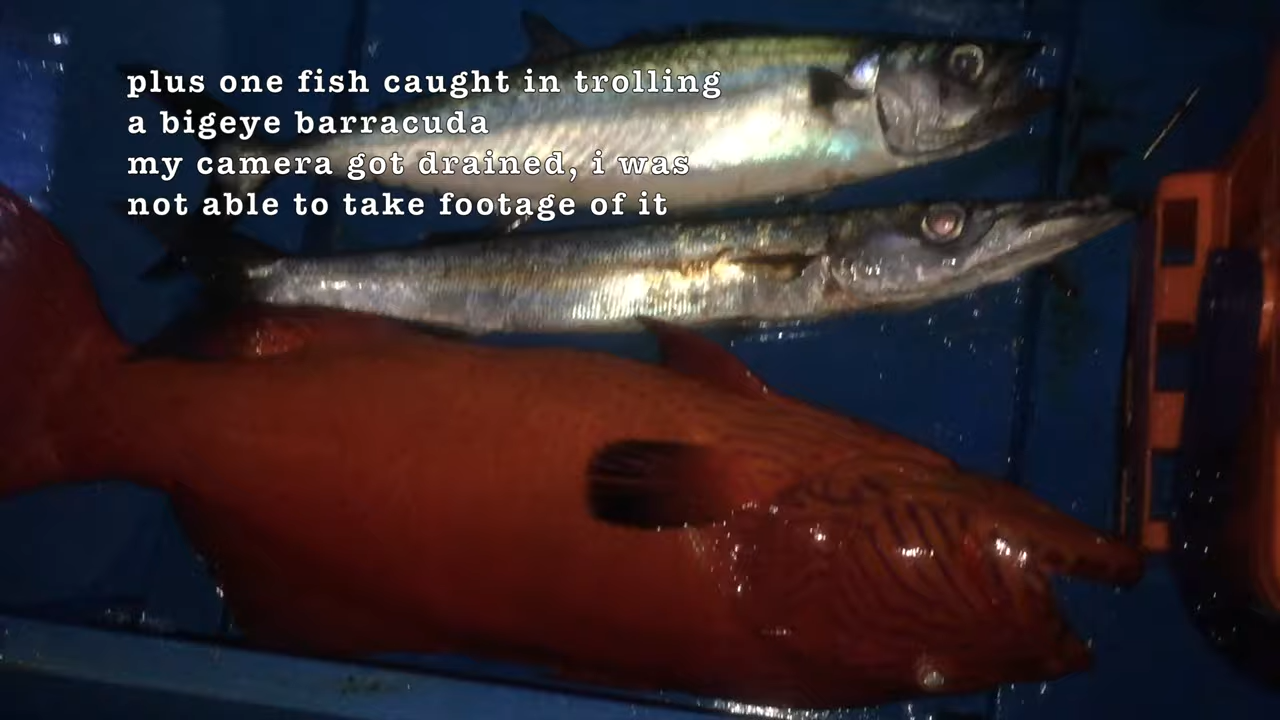 plus one fish caught in trolling
a bigeye barracuda
my camera got drained, i was
not able to take footage of it